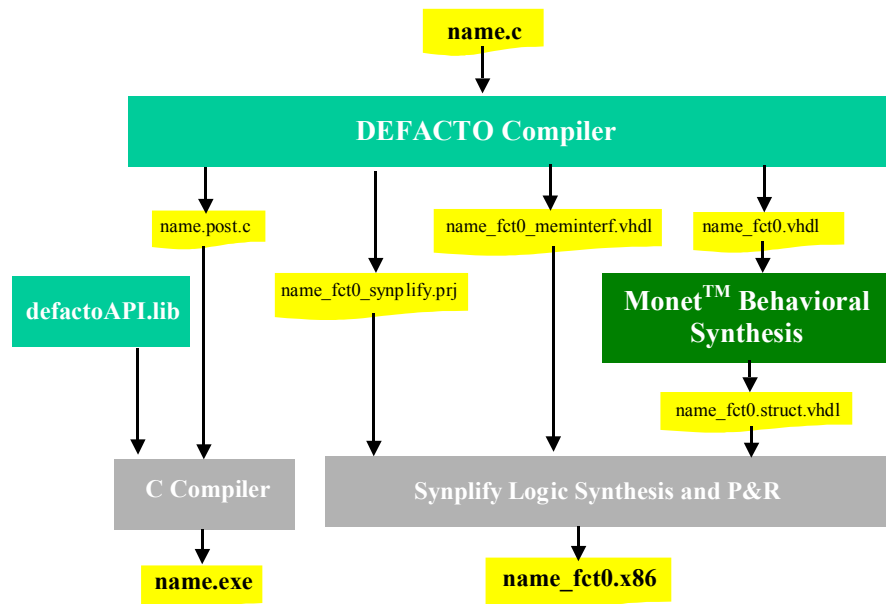 name.c
DEFACTO Compiler
name.post.c
name_fct0_meminterf.vhdl
name_fct0.vhdl
name_fct0_synplify.prj
defactoAPI.lib
Monet™ Behavioral
Synthesis
name_fct0.struct.vhdl
C Compiler
Synplify Logic Synthesis and P&R
name.exe
name_fct0.x86